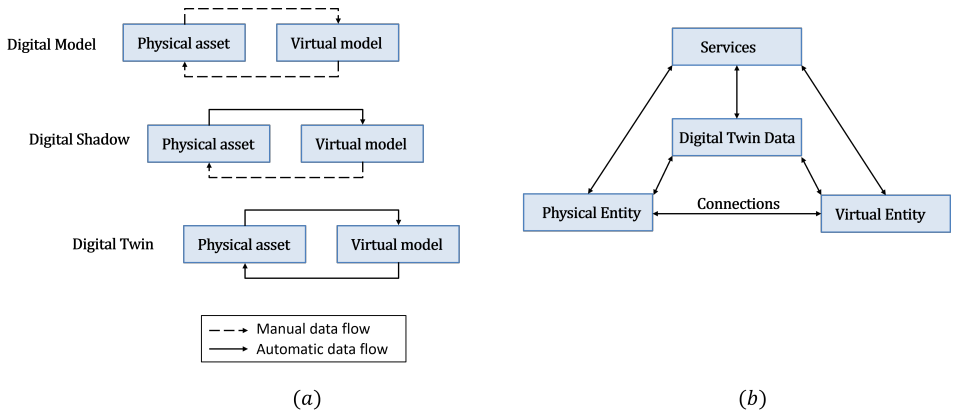 Digital Model
Physical asset
Virtual model
Digital Shadow
Physical asset
Virtual model
Digital Twin
Physical asset
Virtual model
Manual data flow
Automatic data flow
(a)
Services
Digital Twin Data
Physical Entity
Connections
Virtual Entity
(b)